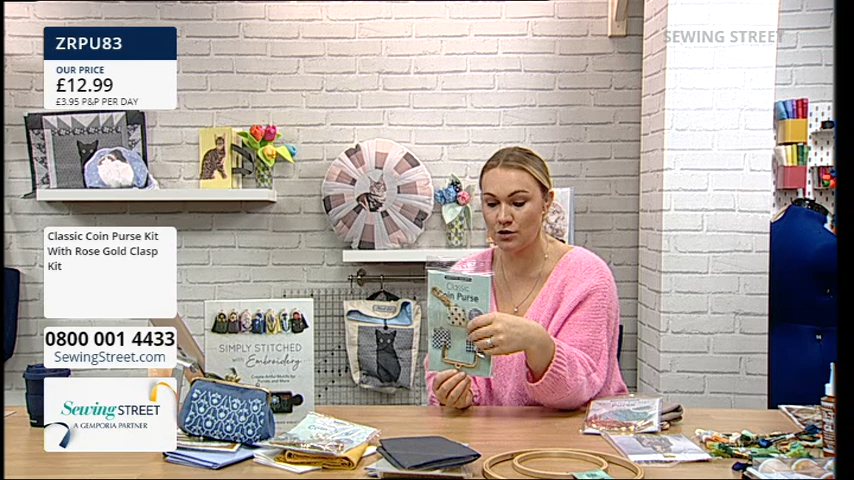 ZRPU83
OUR PRICE
£12.99
£3.95 P&P PER DAY
SEWING STREET
Classic Coin Purse Kit
With Rose Gold Clasp
Kit
0800 001 4433
SewingStreet.com
Sewing STREET
A GEMPORIA PARTNER
SIMPLY STITCHED
with Embroidery
Classic
Coin Purse